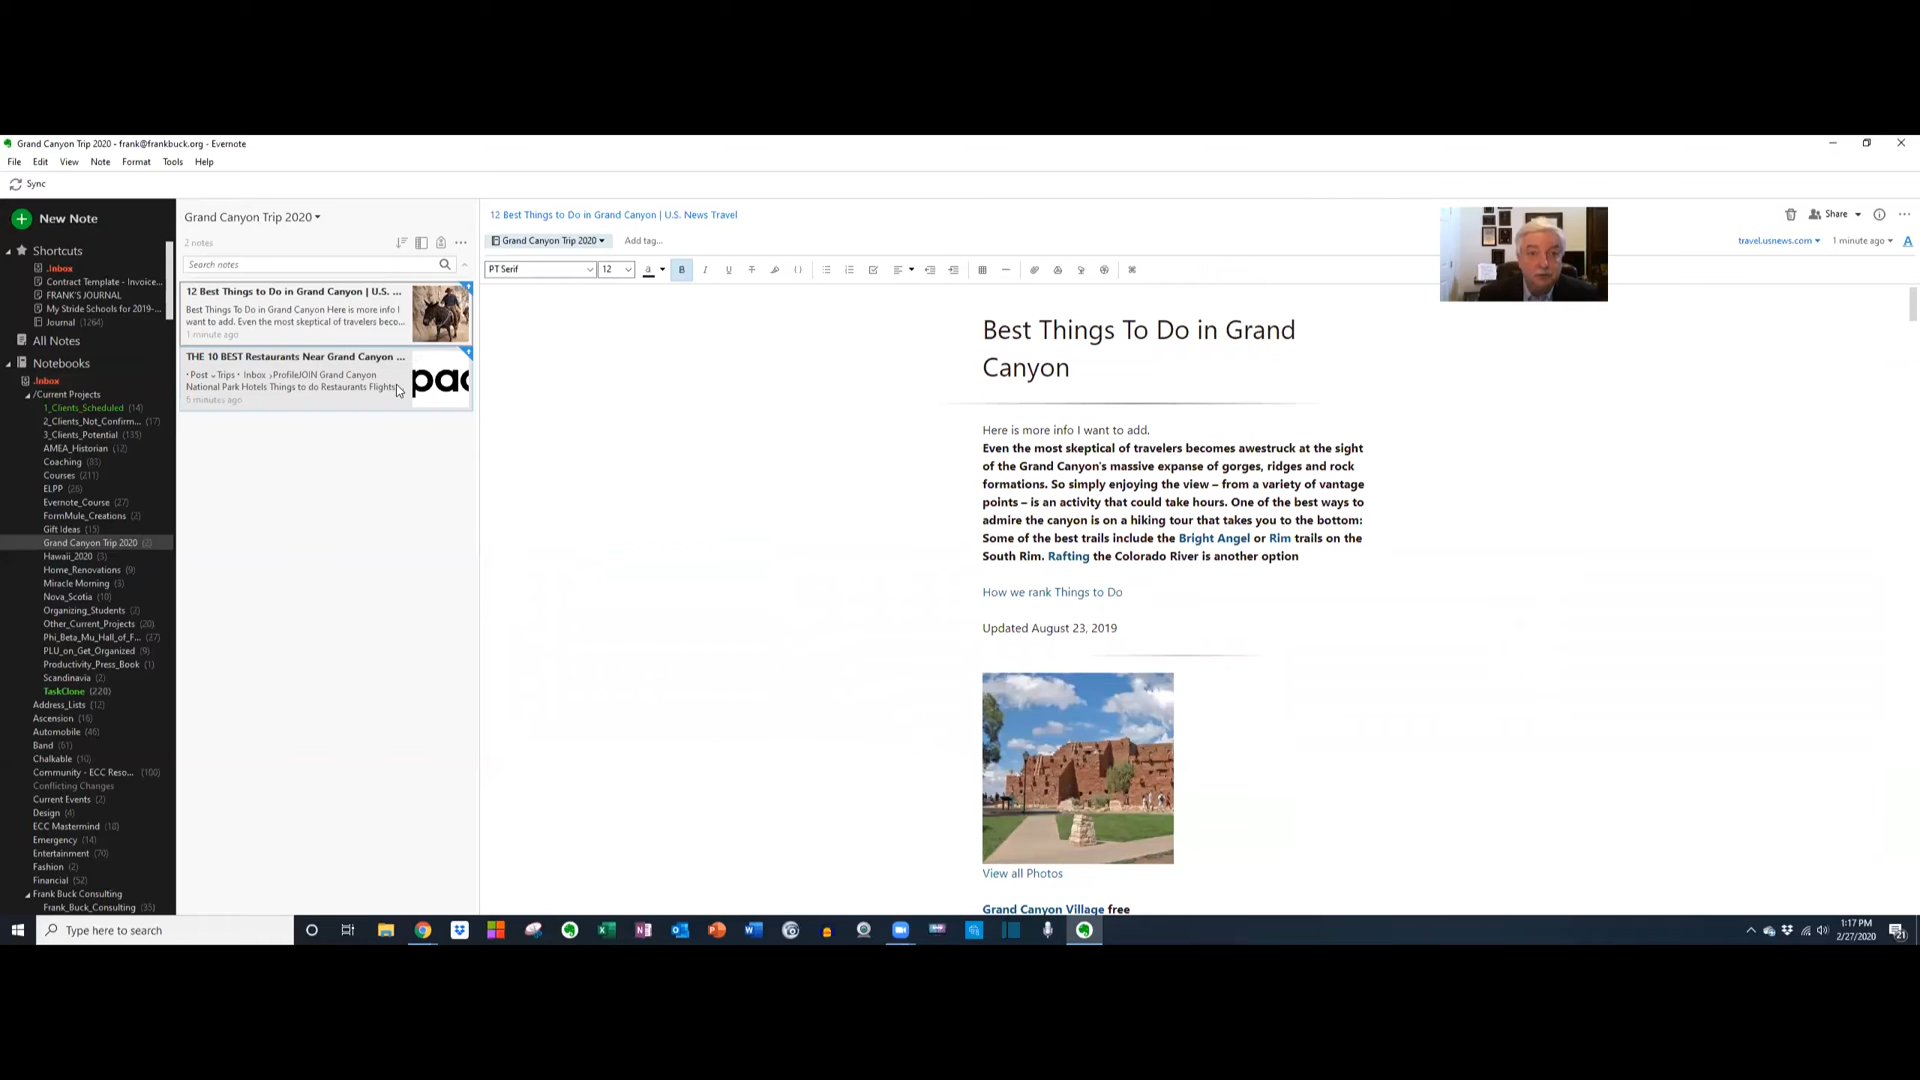 Grand Canyon Trip 2020 - frank@frankbuck.org - Evernote
File Edit View Note Format Tools Help
Sync
New Note
Shortcuts
.Inbox
Contract Template - Invoice...
FRANK'S JOURNAL
My Stride Schools for 2019-...
Journal (1264)
All Notes
Notebooks
.Inbox
/Current Projects
1_Clients_Scheduled (14)
2_Clients_Not_Confirm... (17)
3_Clients_Potential (135)
AMEA_Historian (12)
Coaching (83)
Courses (211)
ELPP (26)
Evernote_Course (27)
FormMule_Creations (2)
Gift Ideas (15)
Grand Canyon Trip 2020 (2)
Hawaii_2020 (3)
Home_Renovations (9)
Miracle Morning (3)
Nova_Scotia (10)
Organizing_Students (2)
Other_Current_Projects (20)
Phi_Beta_Mu_Hall_of_F... (27)
PLU_on_Get_Organized (9)
Productivity_Press_Book (1)
Scandinavia (2)
TaskClone (220)
Address_Lists (12)
Ascension (16)
Automobile (46)
Band (61)
Chalkable (10)
Community - ECC Reso... (100)
Conflicting Changes
Current Events (2)
Design (4)
ECC Mastermind (18)
Emergency (14)
Entertainment (70)
Fashion (2)
Financial (52)
Frank Buck Consulting
Frank_Buck_Consulting (35)
Grand Canyon Trip 2020
2 notes
Search notes
12 Best Things to Do in Grand Canyon | U.S. ...
Best Things To Do in Grand Canyon Here is more info I
want to add. Even the most skeptical of travelers beco...
1 minute ago
THE 10 BEST Restaurants Near Grand Canyon ...
• Post ⌄ Trips • Inbox ›ProfileJOIN Grand Canyon
National Park Hotels Things to do Restaurants Flights
6 minutes ago
pac
12 Best Things to Do in Grand Canyon | U.S. News Travel
Share
Grand Canyon Trip 2020 Add tag...
travel.usnews.com 1 minute ago
PT Serif 12 a B I U T
Best Things To Do in Grand
Canyon
Here is more info I want to add.
Even the most skeptical of travelers becomes awestruck at the sight
of the Grand Canyon's massive expanse of gorges, ridges and rock
formations. So simply enjoying the view – from a variety of vantage
points – is an activity that could take hours. One of the best ways to
admire the canyon is on a hiking tour that takes you to the bottom:
Some of the best trails include the Bright Angel or Rim trails on the
South Rim. Rafting the Colorado River is another option
How we rank Things to Do
Updated August 23, 2019
View all Photos
Grand Canyon Village free
Type here to search
1:17 PM
2/27/2020
21